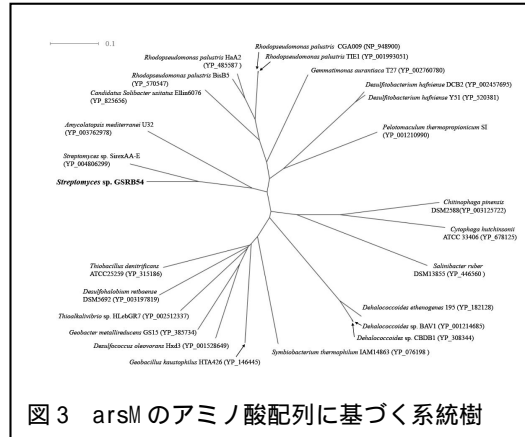 0.1
Rhodopseudomonas palustris CGA009 (NP_948900)
Rhodopseudomonas palustris HaA2
(YP_485587)
Rhodopseudomonas palustris TIE1 (YP_001993051)
Gemmatimonas aurantiaca T27 (YP_002760780)
Rhodopseudomonas palustris BisB5
(YP_570547)
Desulfitobacterium hafniense DCB2 (YP_002457695)
Candidatus Solibacter usitatus Ellin6076
(YP_825656)
Desulfitobacterium hafniense Y51 (YP_520381)
Amycolatopsis mediterranei U32
(YP_003762978)
Pelotomaculum thermopropionicum SI
(YP_001210990)
Streptomyces sp. SirexAA-E
(YP_004806299)
Streptomyces sp. GSRB54
Chitinophaga pinensis
DSM2588(YP_003125722)
Cytophaga hutchinsonii
ATCC 33406 (YP_678125)
Salinibacter ruber
DSM13855 (YP_446560 )
Thiobacillus denitrificans
ATCC25259 (YP_315186)
Desulfohalobium retbaense
DSM5692 (YP_003197819)
Dehalococcoides ethenogenes 195 (YP_182128)
Thioalkalivibrio sp. HLebGR7 (YP_002512337)
Dehalococcoides sp. BAV1 (YP_001214685)
Geobacter metallireducens GS15 (YP_385734)
Dehalococcoides sp. CBDB1 (YP_308344)
Desulfococcus oleovorans Hxd3 (YP_001528649)
Symbiobacterium thermophilum IAM14863 (YP_076198 )
Geobacillus kaustophilus HTA426 (YP_146445)
図3 arsMのアミノ酸配列に基づく系統樹